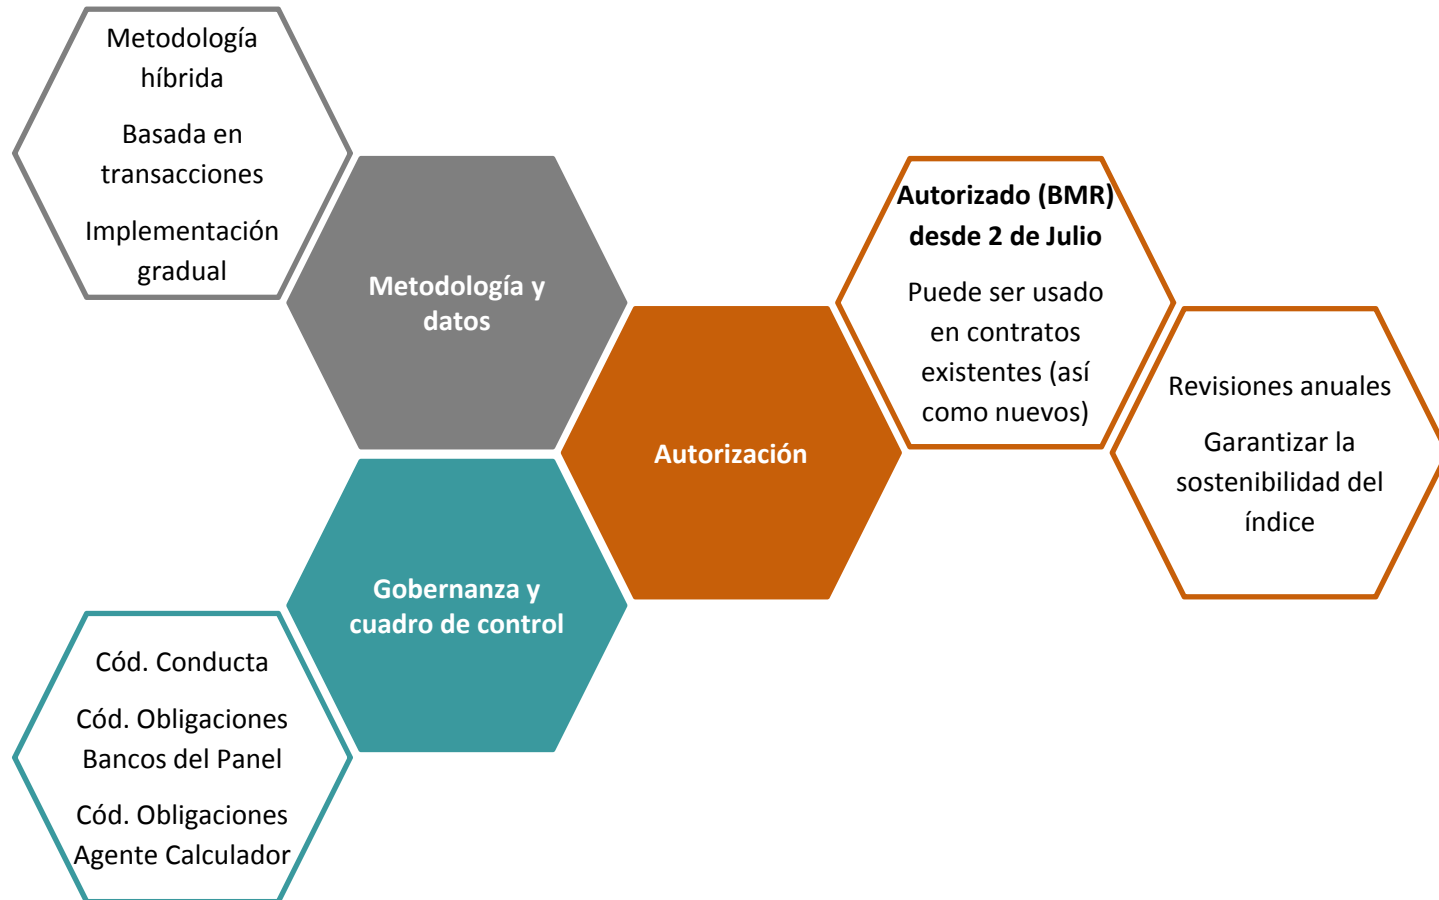 Metodología
híbrida
Basada en
transacciones
Implementación
gradual
Metodología y
datos
Autorizado (BMR)
desde 2 de Julio
Puede ser usado
en contratos
existentes (así
como nuevos)
Revisiones anuales
Garantizar la
sostenibilidad del
índice
Autorización
Gobernanza y
cuadro de control
Cód. Conducta
Cód. Obligaciones
Bancos del Panel
Cód. Obligaciones
Agente Calculador